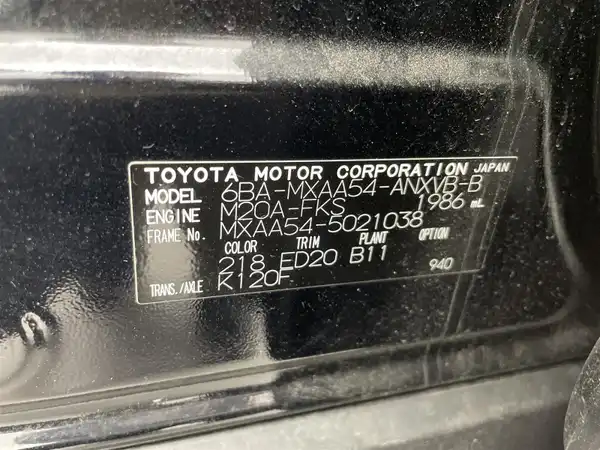 TOYOTA MOTOR CORPORATION JAPAN
MODEL 6BA-MXAA54-ANXVB-B
ENGINE M20A-FKS 1986 mL
FRAME No. MXAA54-5021038
COLOR TRIM PLANT OPTION
218 ED20 B11
TRANS./AXLE K120F 940